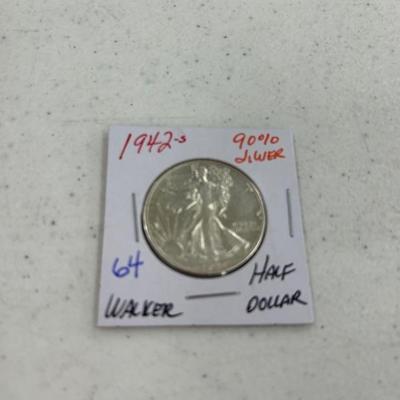 1942-s 90%
silver
64
Half
Walker Dollar